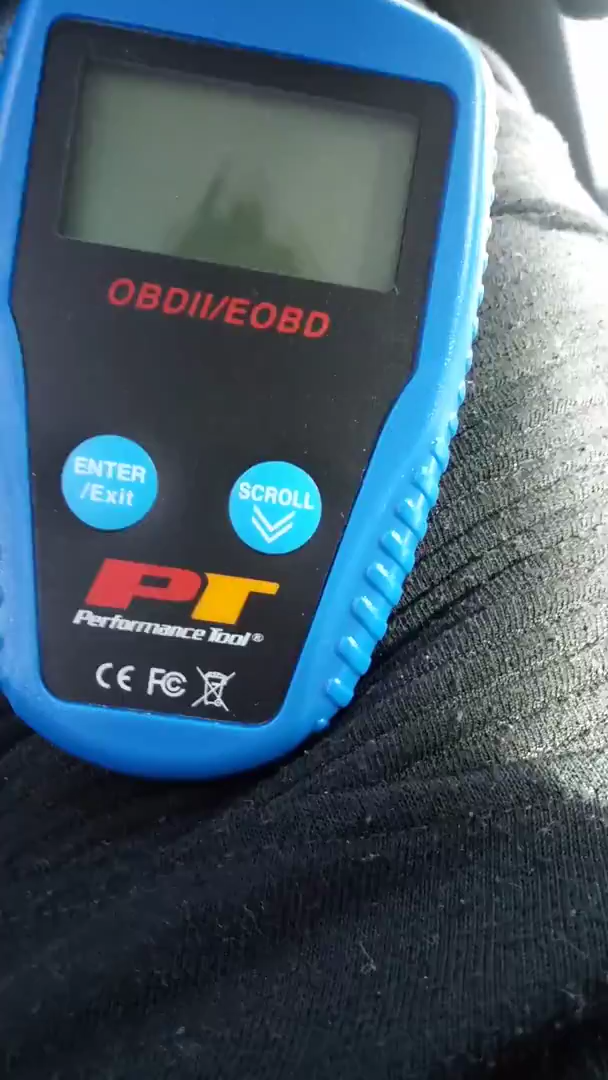 OBDII/EOBD
ENTER
/Exit
SCROLL
PT
Performance Tool®
CE FC